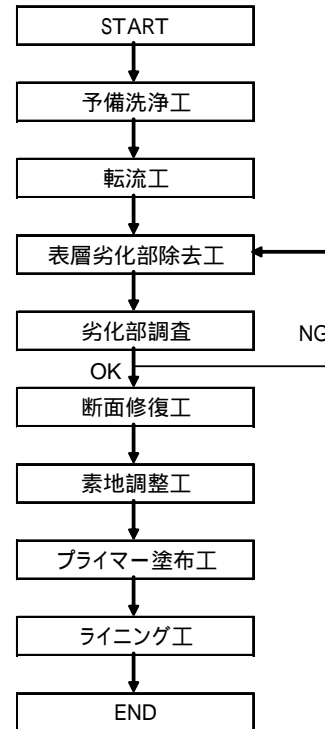 START
予備洗浄工
転流工
表層劣化部除去工
劣化部調査
NG
OK
断面修復工
素地調整工
プライマー塗布工
ライニング工
END